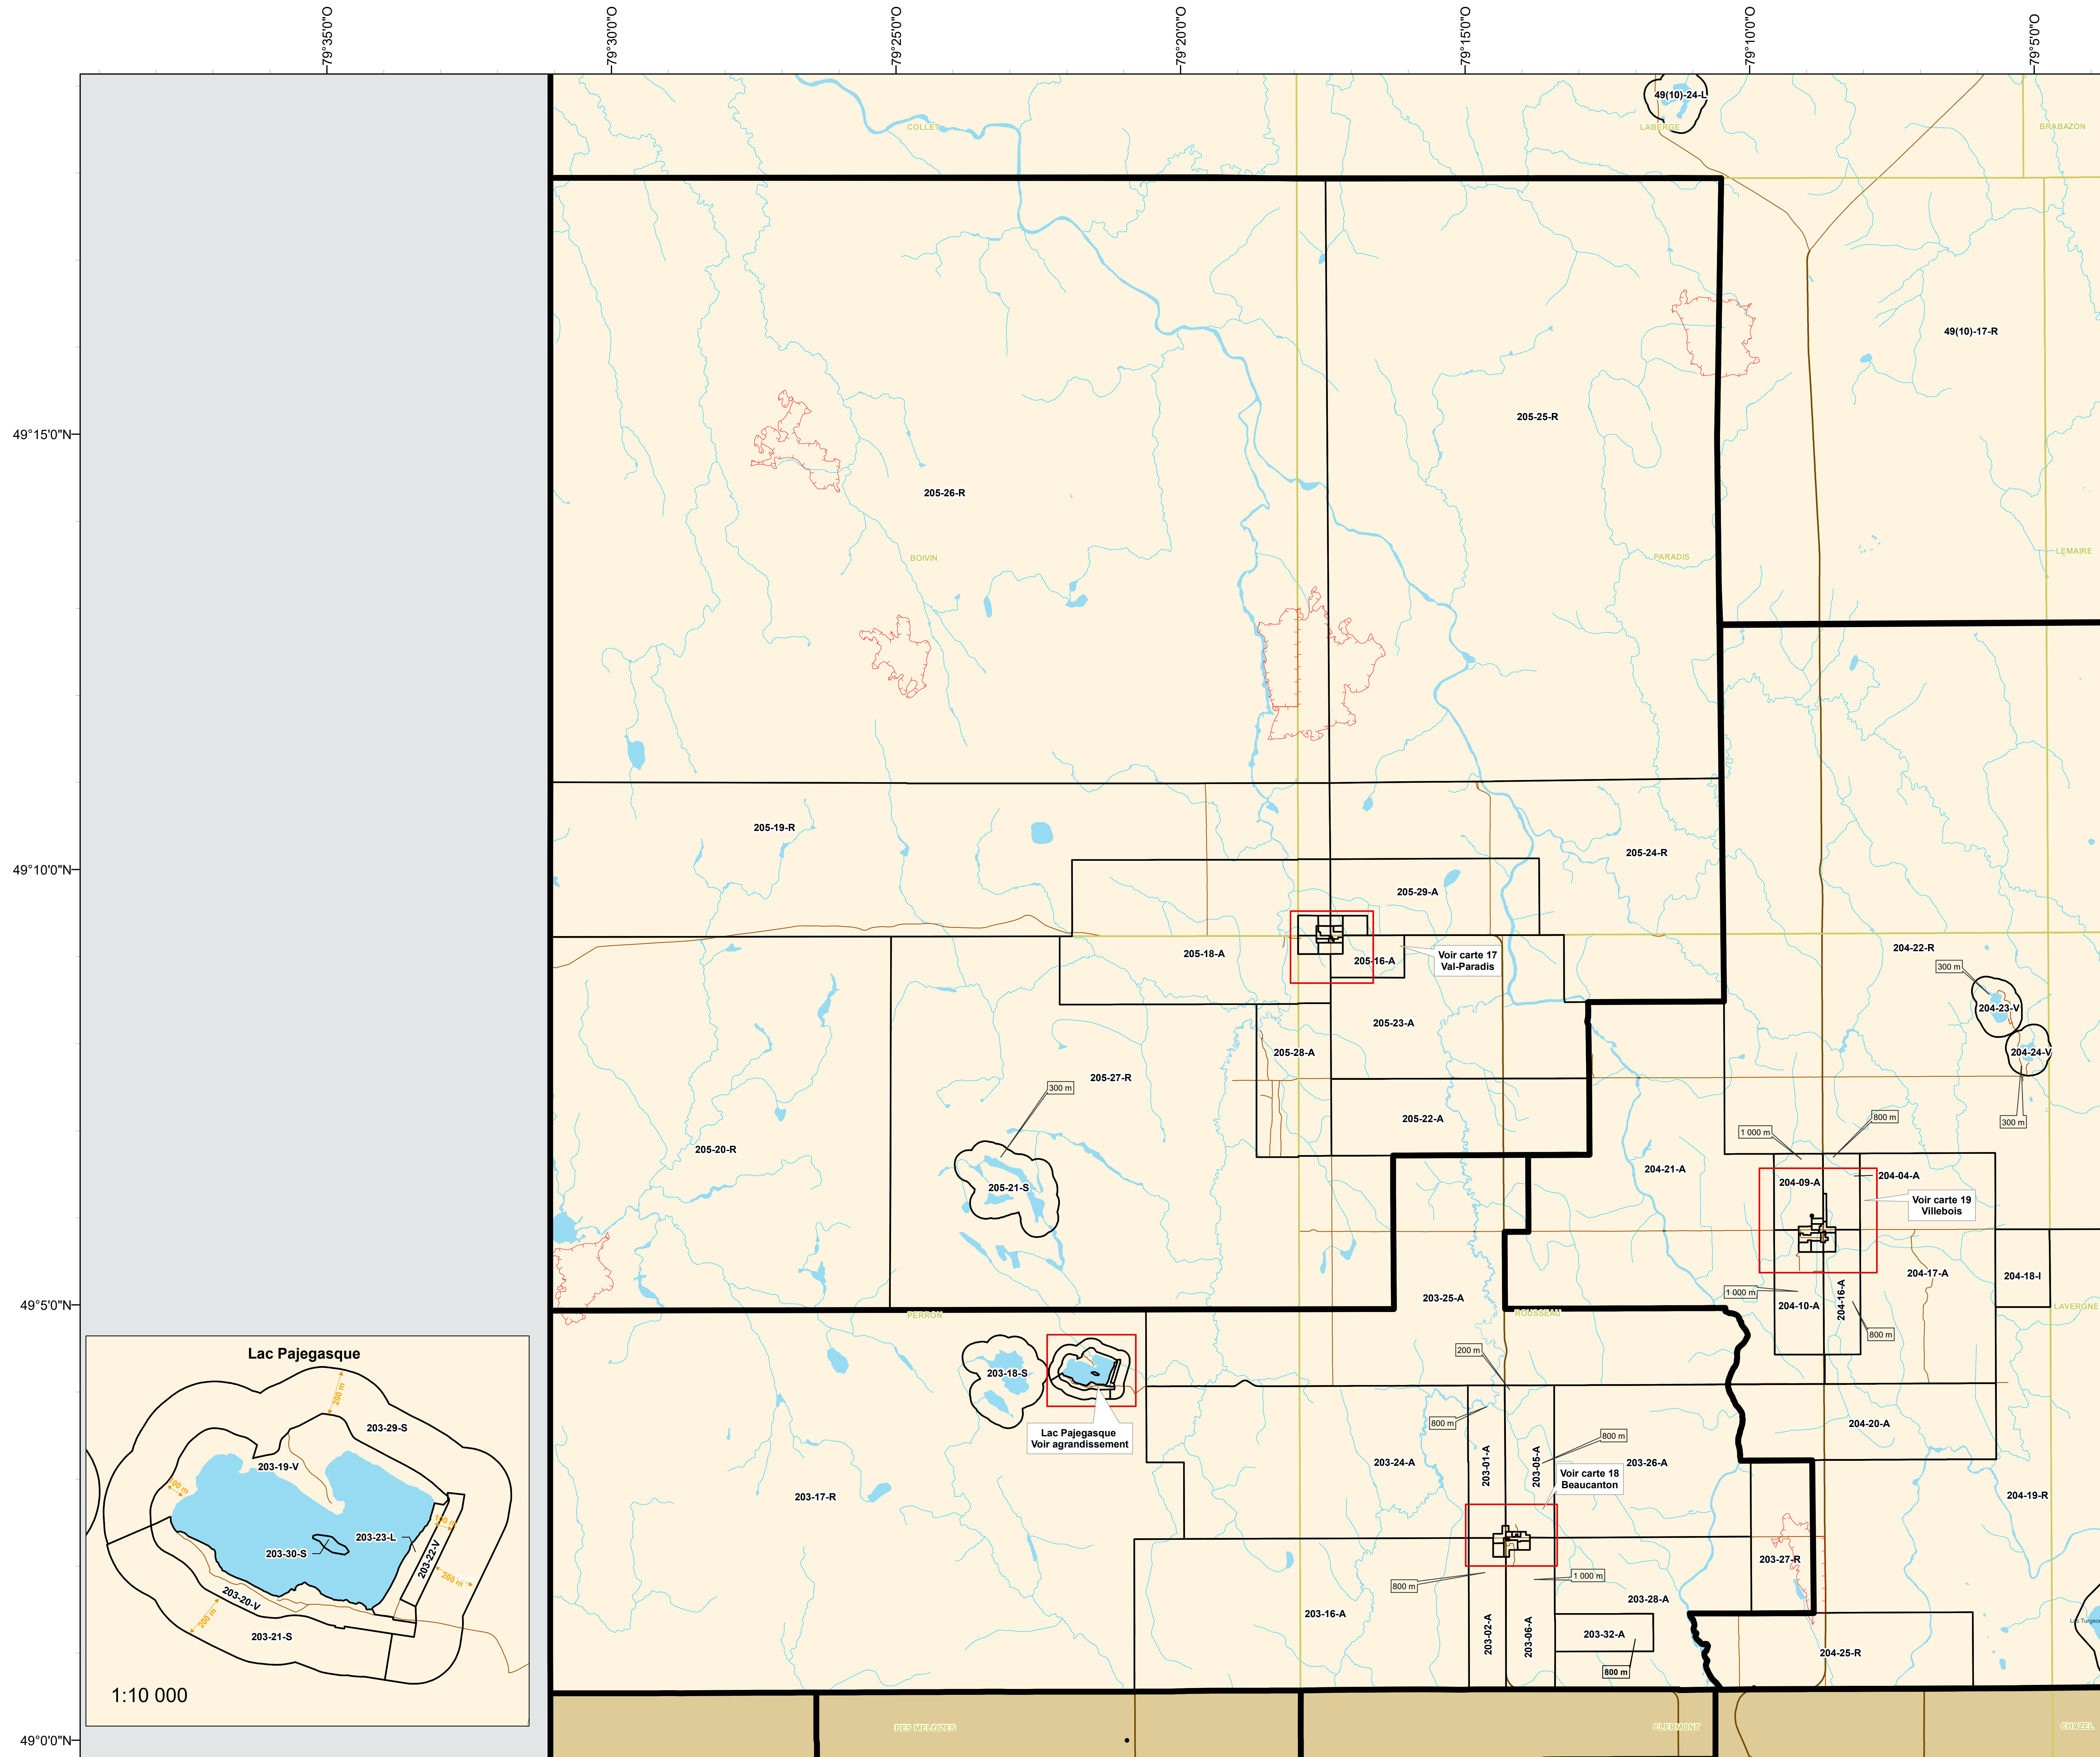 79°35'0"O
79°30'0"O
79°25'0"O
79°20'0"O
79°15'0"O
79°10'0"O
79°5'0"O
49(10)-24-L
COLLET
LABERGE
BRABAZON
49(10)-17-R
205-25-R
49°15'0"N
205-26-R
BOIVIN
PARADIS
LEMAIRE
205-19-R
205-24-R
49°10'0"N
205-29-A
205-18-A
205-16-A
Voir carte 17
Val-Paradis
204-22-R
300 m
204-23-V
205-23-A
204-24-V
205-28-A
205-27-R
300 m
205-22-A
800 m
300 m
1 000 m
205-20-R
204-21-A
204-09-A
204-04-A
205-21-S
Voir carte 19
Villebois
204-17-A
204-18-I
203-25-A
1 000 m
204-10-A
204-16-A
49°5'0"N
PERRON
ROUSSEAU
LAVERGNE
800 m
200 m
203-18-S
Lac Pajegasque
Voir agrandissement
800 m
800 m
204-20-A
203-24-A
203-01-A
203-05-A
203-26-A
Voir carte 18
Beaucanton
203-17-R
204-19-R
203-27-R
800 m
1 000 m
203-16-A
203-02-A
203-06-A
203-28-A
203-32-A
800 m
204-25-R
DES MELOIZES
CLERMONT
CHAZEL
49°0'0"N
Lac Pajegasque
200 m
203-29-S
203-19-V
100 m
100 m
203-23-L
203-30-S
203-22-V
200 m
203-20-V
200 m
203-21-S
1:10 000